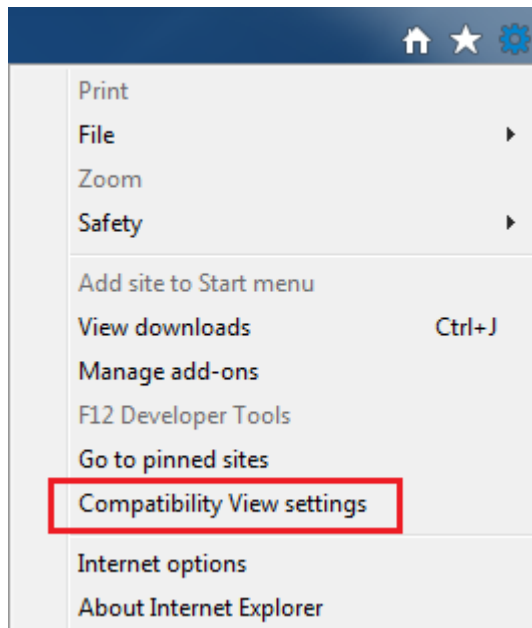 Print
File
Zoom
Safety
Add site to Start menu
View downloads Ctrl+J
Manage add-ons
F12 Developer Tools
Go to pinned sites
Compatibility View settings
Internet options
About Internet Explorer